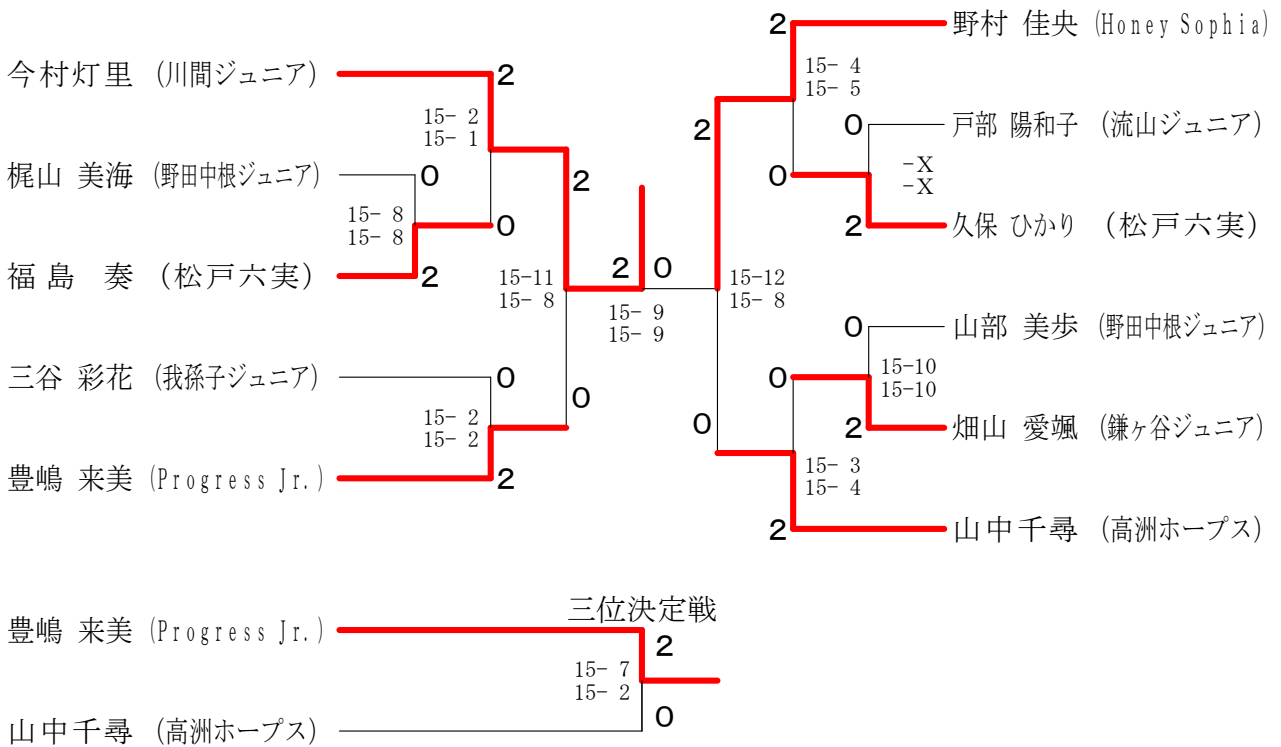 今村灯里 (川間ジュニア)
2
15- 2
15- 1
梶山 美海 (野田中根ジュニア)
0
15- 8
15- 8
0
福島 奏 (松戸六実)
2
2
15-11
15- 8
三谷 彩花 (我孫子ジュニア)
0
15- 2
15- 2
0
豊嶋 来美 (Progress Jr.)
2
2 0
15- 9
15- 9
2
野村 佳央 (Honey Sophia)
15- 4
15- 5
2
0
戸部 陽和子 (流山ジュニア)
-X
-X
0
2
久保 ひかり (松戸六実)
15-12
15- 8
0
山部 美歩 (野田中根ジュニア)
15-10
15-10
0
2
畑山 愛颯 (鎌ヶ谷ジュニア)
0
15- 3
15- 4
2
山中千尋 (高洲ホープス)
三位決定戦
豊嶋 来美 (Progress Jr.)
2
15- 7
15- 2
0
山中千尋 (高洲ホープス)